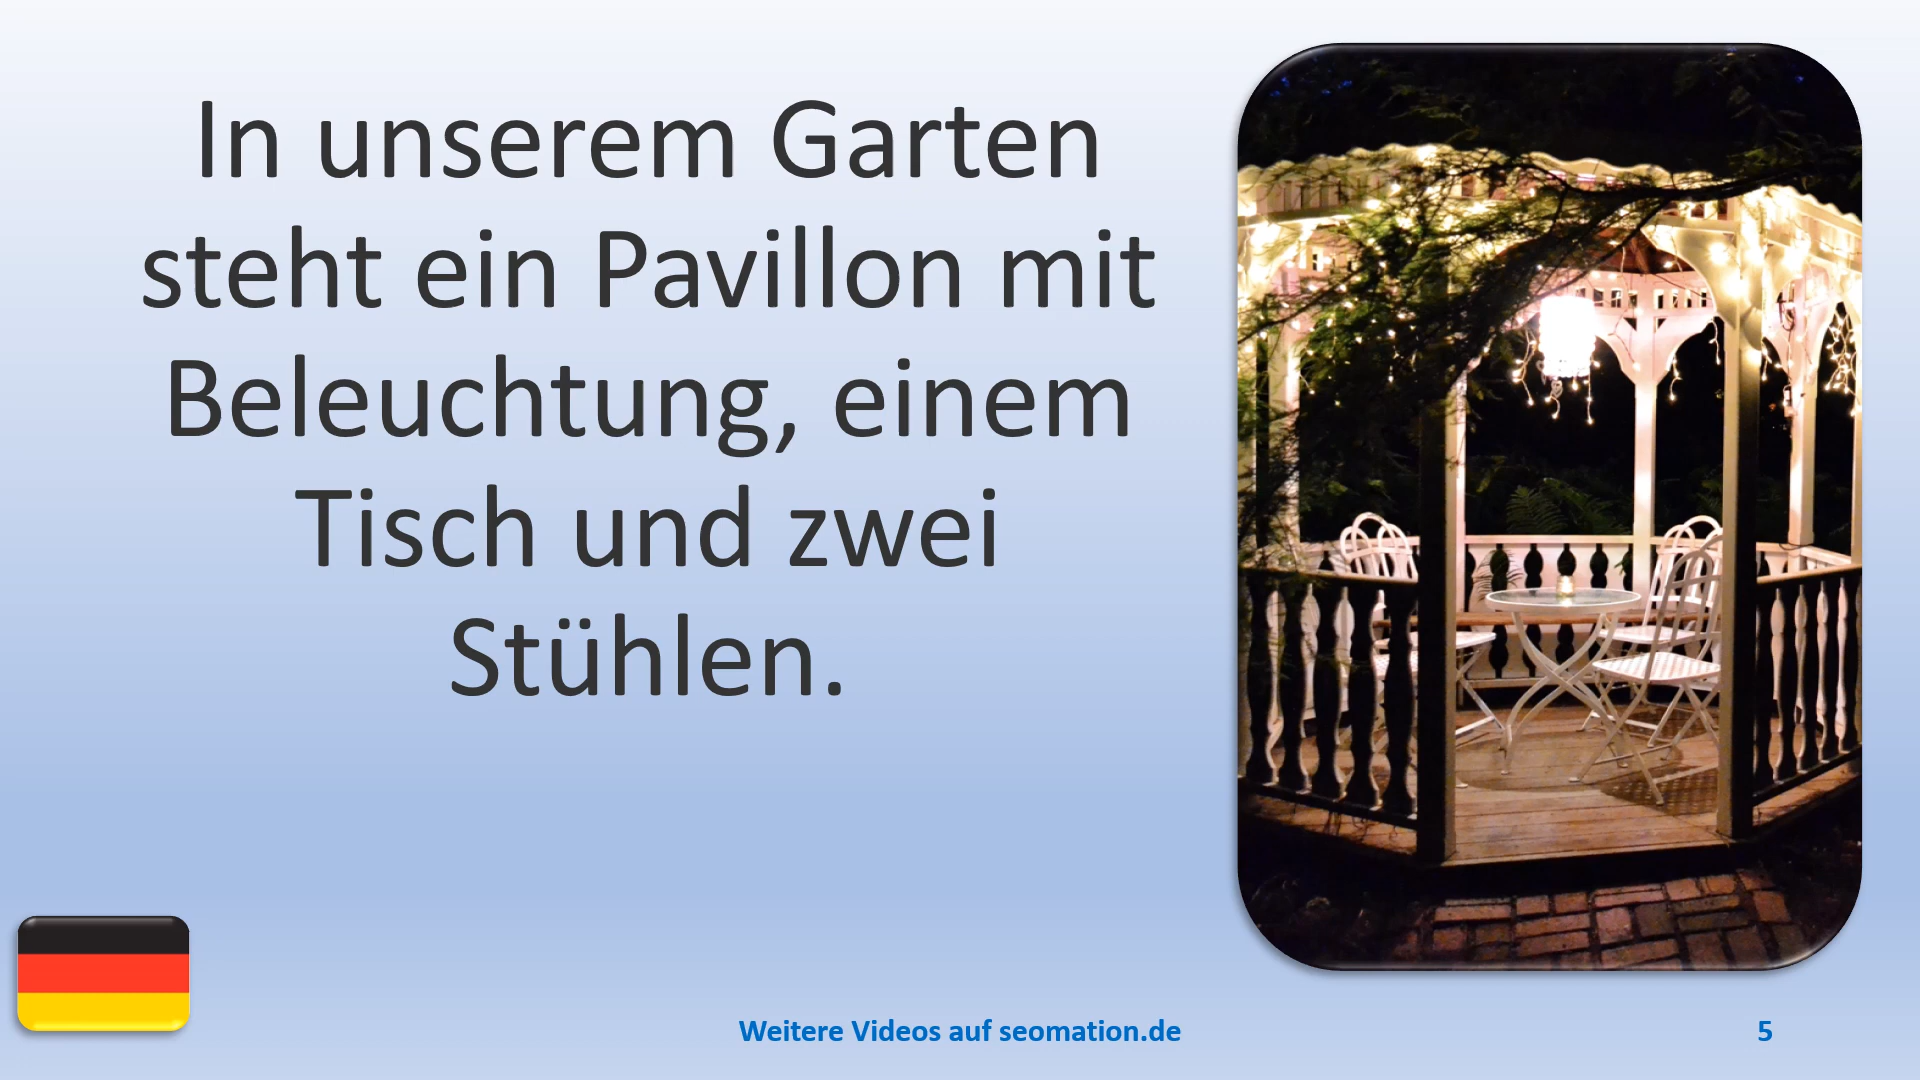 In unserem Garten
steht ein Pavillon mit
Beleuchtung, einem
Tisch und zwei
Stühlen.
Weitere Videos auf seomation.de
5